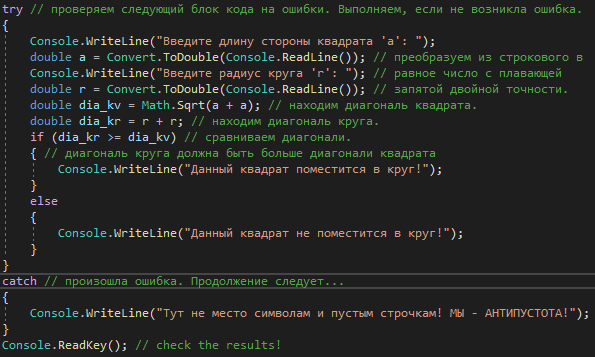 try // проверяем следующий блок кода на ошибки. Выполняем, если не возникла ошибка.
{
Console.WriteLine("Введите длину стороны квадрата 'a': ");
double a = Convert.ToDouble(Console.ReadLine()); // преобразуем из строкового в
Console.WriteLine("Введите радиус круга 'r': "); // равное число с плавающей
double r = Convert.ToDouble(Console.ReadLine()); // запятой двойной точности.
double dia_kv = Math.Sqrt(a + a); // находим диагональ квадрата.
double dia_kr = r + r; // находим диагональ круга.
if (dia_kr >= dia_kv) // сравниваем диагонали.
{ // диагональ круга должна быть больше диагонали квадрата
Console.WriteLine("Данный квадрат поместится в круг!");
}
else
{
Console.WriteLine("Данный квадрат не поместится в круг!");
}
}
catch // произошла ошибка. Продолжение следует...
{
Console.WriteLine("Тут не место символам и пустым строчкам! МЫ - АНТИПУСТОТА!");
}
Console.ReadKey(); // check the results!